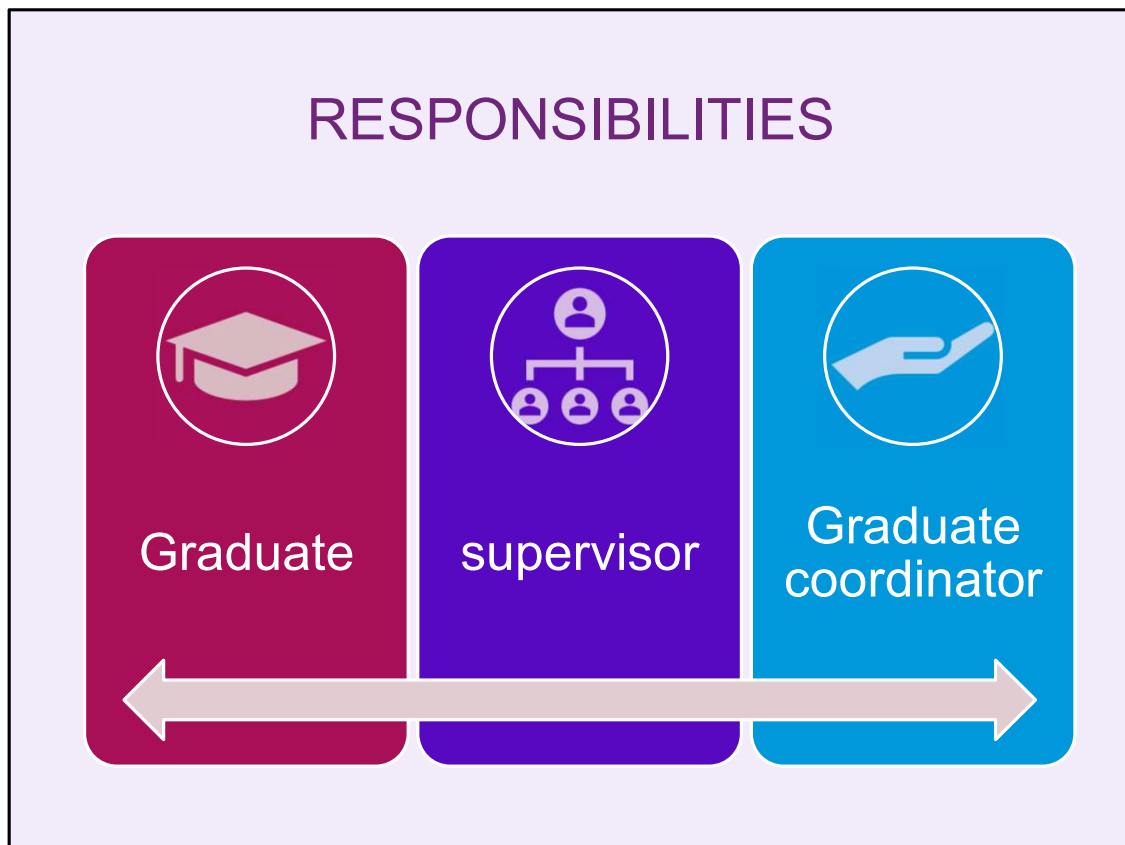 RESPONSIBILITIES
Graduate
supervisor
Graduate
coordinator